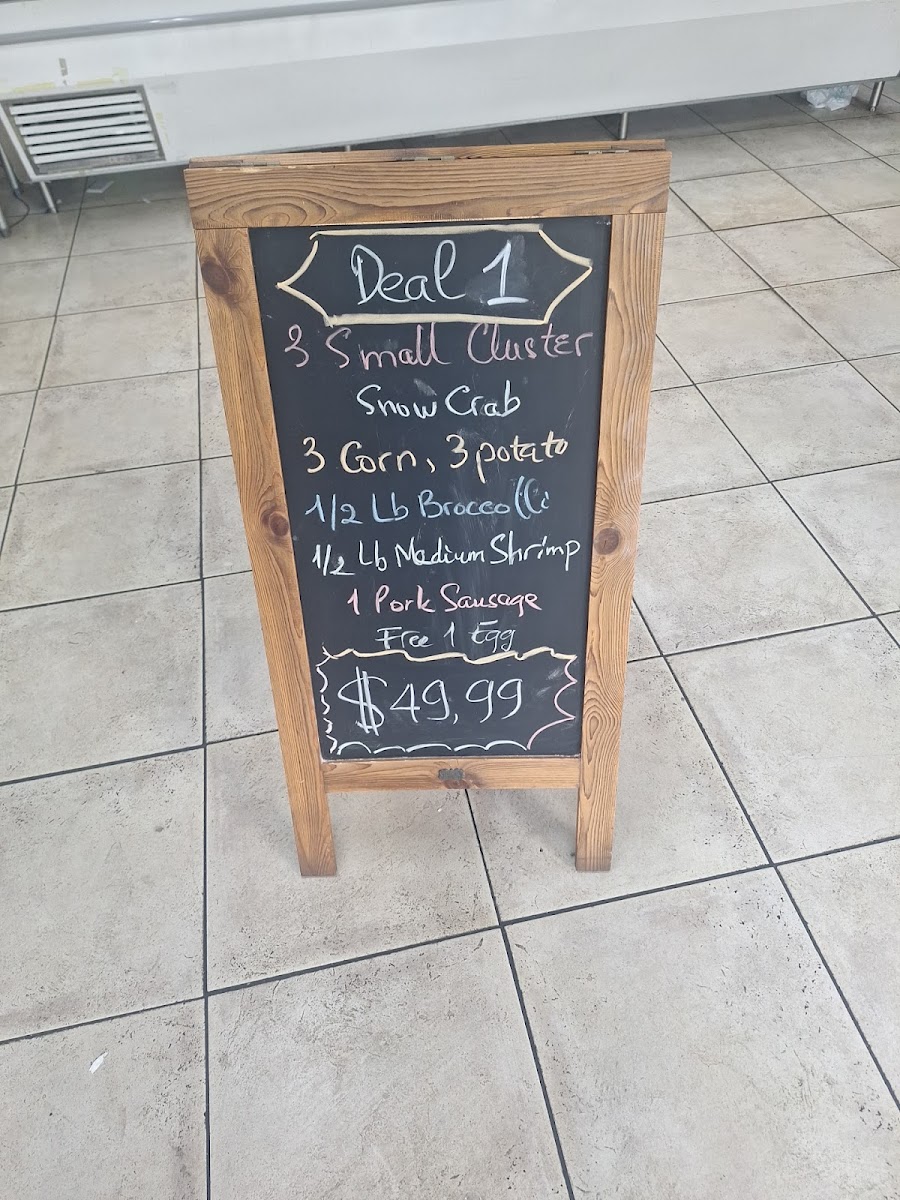 Deal 1
3 Small Cluster
Snow Crab
3 Corn, 3 potato
1/2 Lb Broccolli
1/2 Lb Medium Shrimp
1 Pork Sausage
Free 1 Egg
$49,99